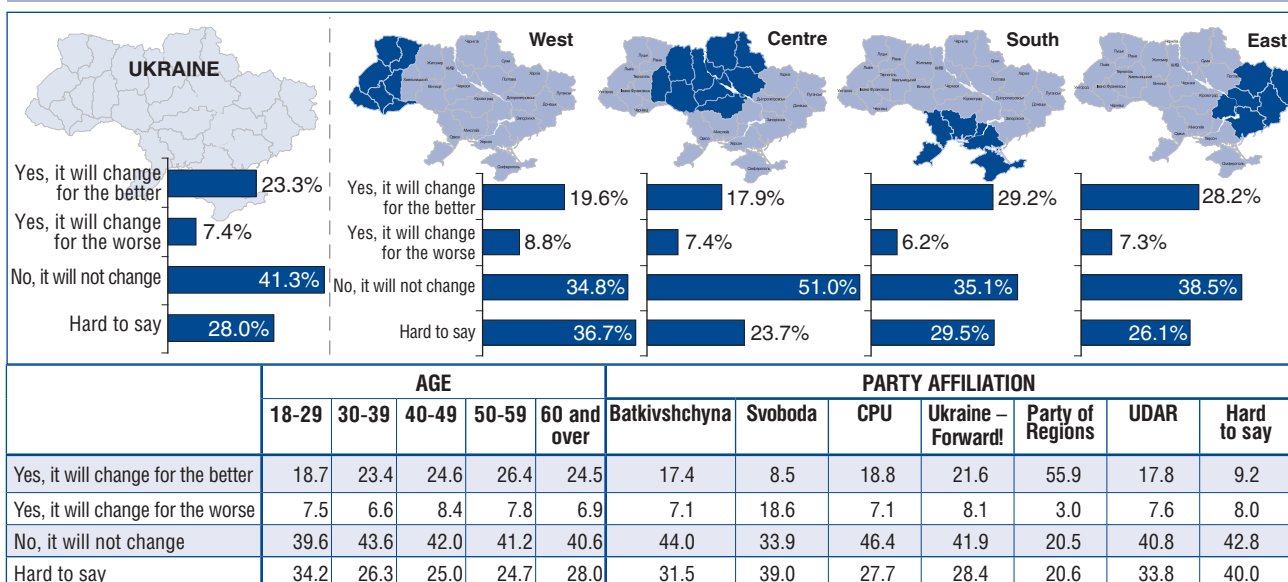 UKRAINE
West
Centre
South
East
Yes, it will change
for the better
23.3%
Yes, it will change
for the worse
7.4%
No, it will not change
41.3%
Hard to say
28.0%
Yes, it will change
for the better
19.6%
17.9%
29.2%
28.2%
Yes, it will change
for the worse
8.8%
7.4%
6.2%
7.3%
No, it will not change
34.8%
51.0%
35.1%
38.5%
Hard to say
36.7%
23.7%
29.5%
26.1%
AGE PARTY AFFILIATION
18-29 30-39 40-49 50-59 60 and over Batkivshchyna Svoboda CPU Ukraine – Forward! Party of Regions UDAR Hard to say
Yes, it will change for the better 18.7 23.4 24.6 26.4 24.5 17.4 8.5 18.8 21.6 55.9 17.8 9.2
Yes, it will change for the worse 7.5 6.6 8.4 7.8 6.9 7.1 18.6 7.1 8.1 3.0 7.6 8.0
No, it will not change 39.6 43.6 42.0 41.2 40.6 44.0 33.9 46.4 41.9 20.5 40.8 42.8
Hard to say 34.2 26.3 25.0 24.7 28.0 31.5 39.0 27.7 28.4 20.6 33.8 40.0